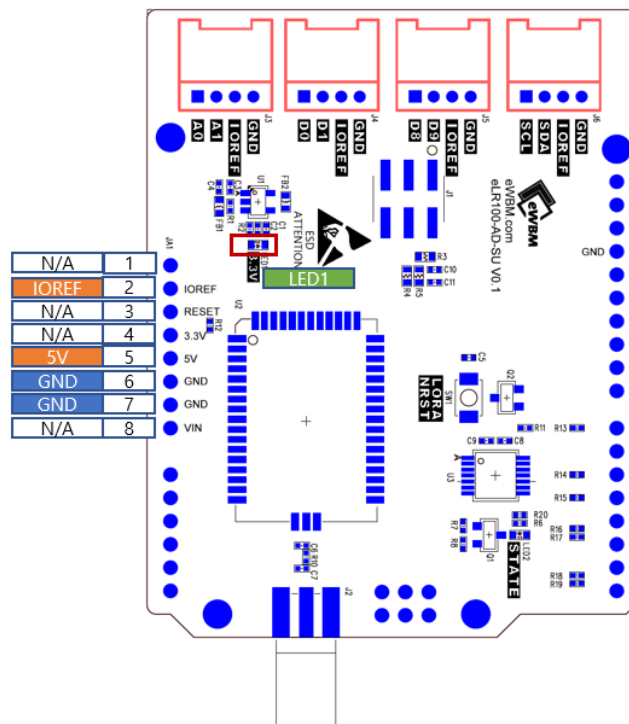 J3
J4
J5
J6
A0
A1
IOREF
GND
D0
D1
IOREF
GND
D8
D9
IOREF
GND
SCL
SDA
IOREF
GND
C4
C3
U1
FB2
R1
FB1
R2
C2
C1
ESD
ATTENTION
J1
eWBM
eWBM.com
eLR100-AD-SU V0.1
3.3V
LED1
R3
C10
C11
R4
R5
GND
JA1
N/A 1
IOREF 2 IOREF
N/A 3 RESET
N/A 4 3.3V
5V 5 5V
GND 6 GND
GND 7 GND
N/A 8 VIN
R12
U2
C5
LORA
NRST
SW1
Q2
R11
R13
C9
C8
U3
R14
R15
R20
R6
R7
R8
Q1
LED2
STATE
R16
R17
R18
R19
C6
R10
C7
J2